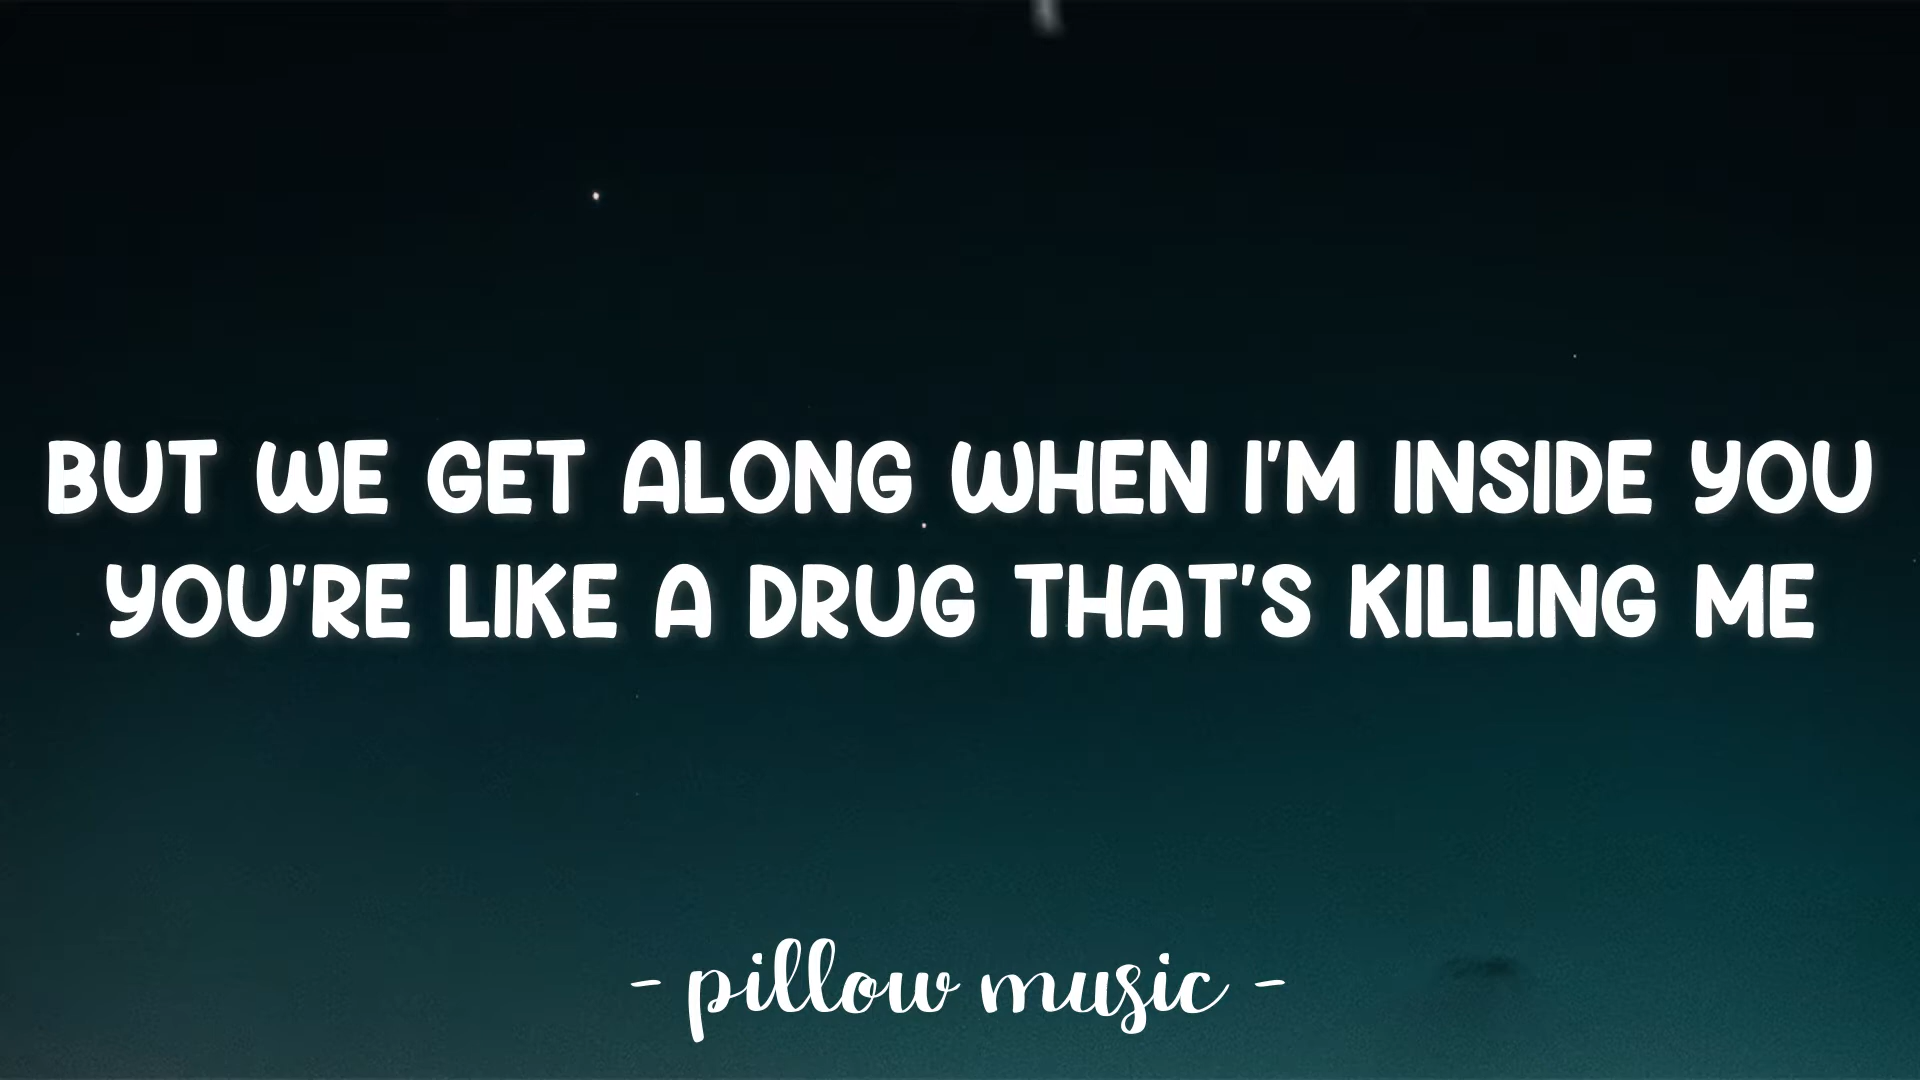 BUT WE GET ALONG WHEN I'M INSIDE YOU
YOU'RE LIKE A DRUG THAT'S KILLING ME
- pillow music -